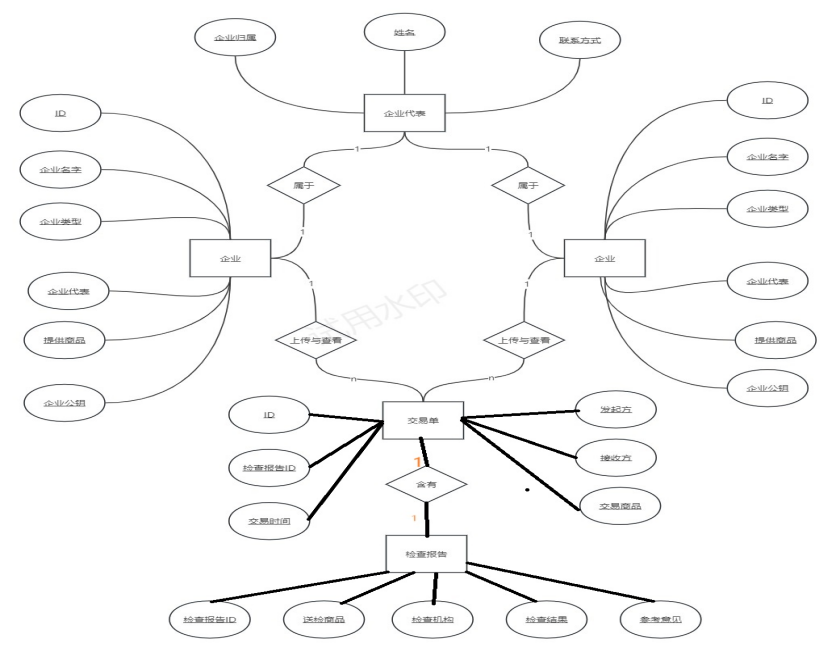 企业归属
姓名
联系方式
企业代表
ID
企业名字
企业类型
企业代表
提供商品
企业公钥
ID
企业名字
企业类型
企业代表
提供商品
企业公钥
1
1
属于
属于
1
1
企业
企业
1
1
试用水印
上传与查看
上传与查看
n
n
交易单
ID
检查报告ID
交易时间
发起方
接收方
交易商品
1
含有
1
检查报告
检查报告ID
送检商品
检查机构
检查结果
参考意见